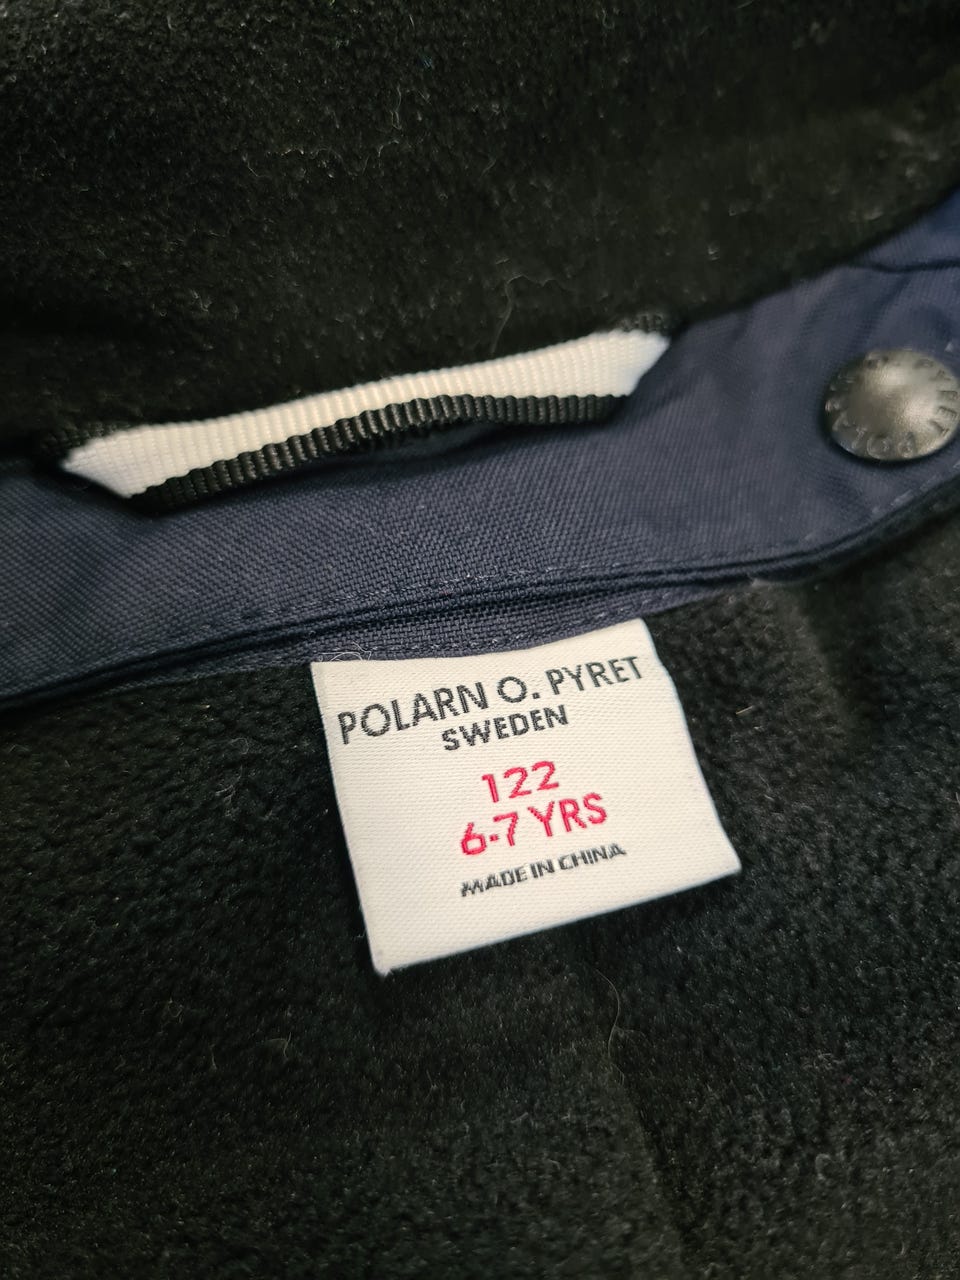 POLARN O. PYRET
SWEDEN
122
6-7 YRS
MADE IN CHINA